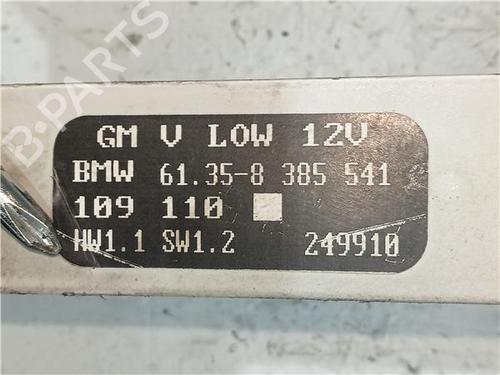 GM V LOW 12V
BMW 61.35-8 385 541
109 110
HW1.1 SW1.2 249910
B-PARTS